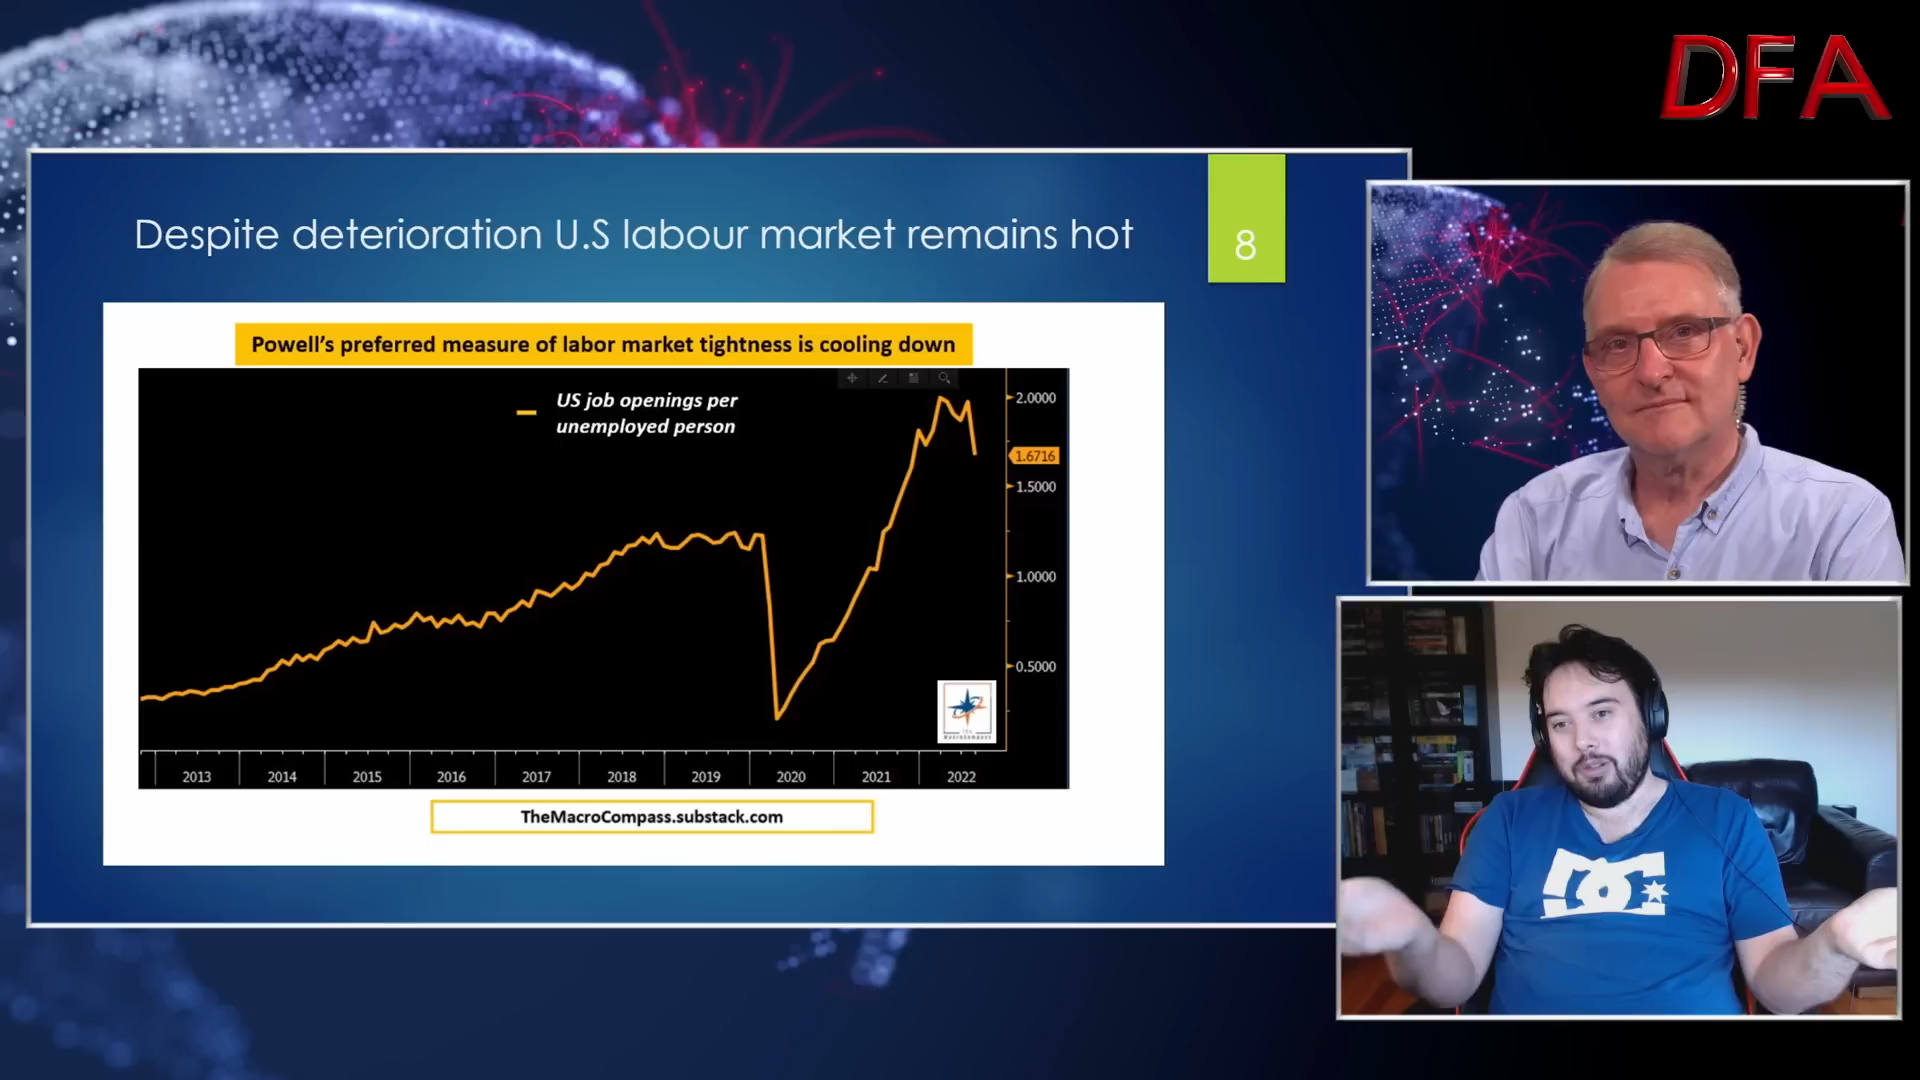 DFA
Despite deterioration U.S labour market remains hot
8
Powell's preferred measure of labor market tightness is cooling down
US job openings per
unemployed person
2.0000
1.6716
1.5000
1.0000
0.5000
2013 2014 2015 2016 2017 2018 2019 2020 2021 2022
TheMacroCompass.substack.com
DC